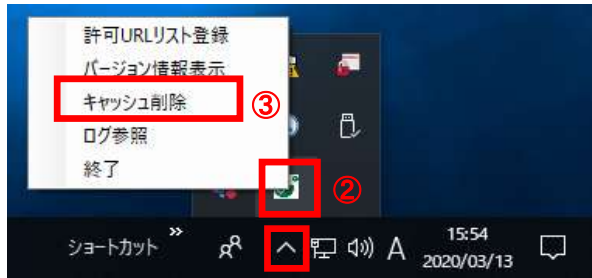 許可URLリスト登録
バージョン情報表示
キャッシュ削除
③
ログ参照
終了
②
ショートカット
»
A
15:54
2020/03/13